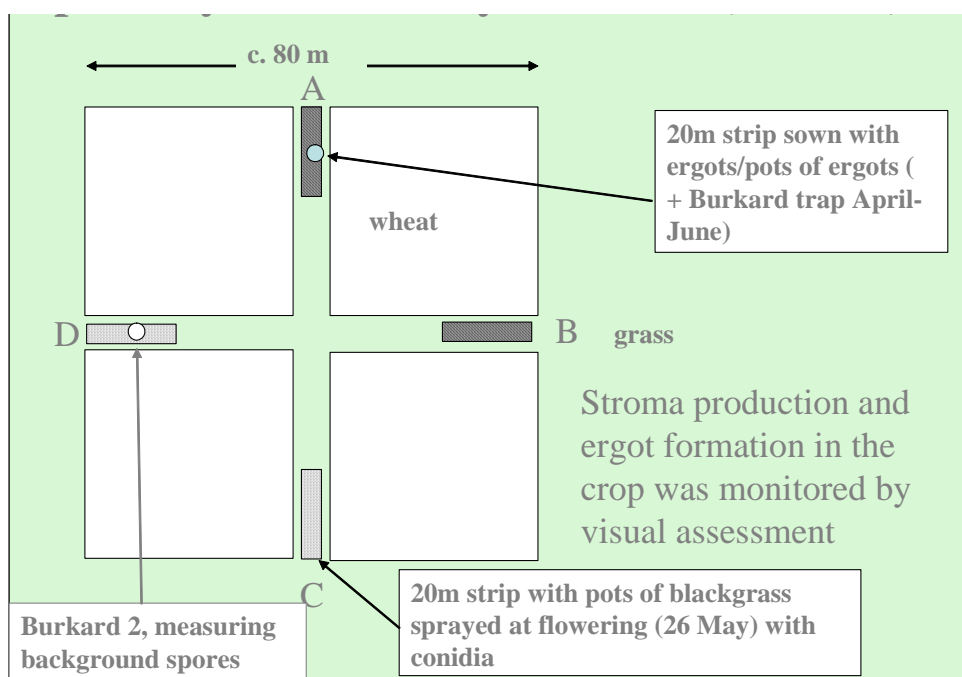 c. 80 m
A
20m strip sown with
ergots/pots of ergots (
+ Burkard trap April-
June)
wheat
D
B
grass
Stroma production and
ergot formation in the
crop was monitored by
visual assessment
C
20m strip with pots of blackgrass
sprayed at flowering (26 May) with
conidia
Burkard 2, measuring
background spores